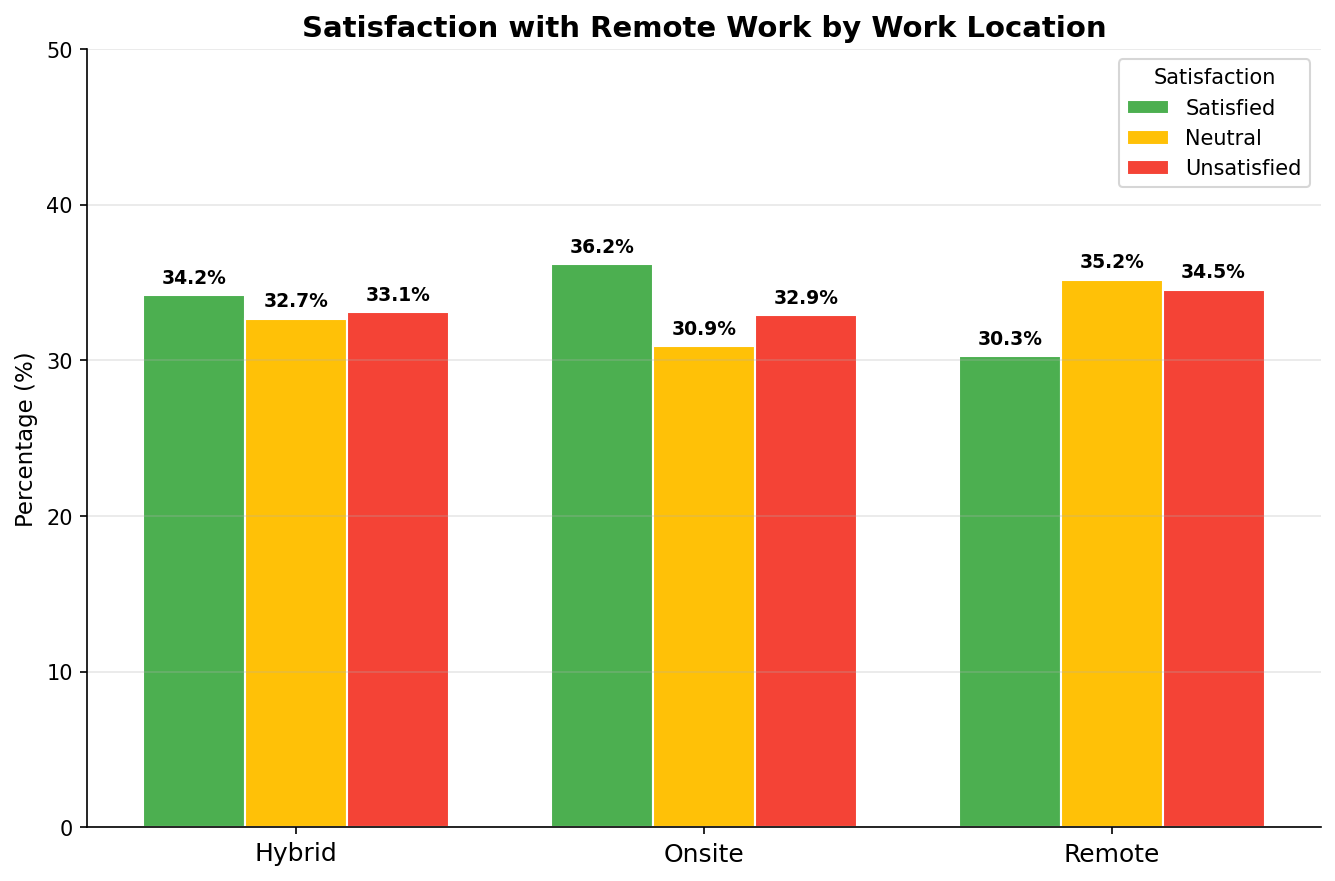 Satisfaction with Remote Work by Work Location
Percentage (%)
50
40
30
20
10
0
Satisfaction
Satisfied
Neutral
Unsatisfied
34.2%
32.7%
33.1%
36.2%
30.9%
32.9%
30.3%
35.2%
34.5%
Hybrid
Onsite
Remote